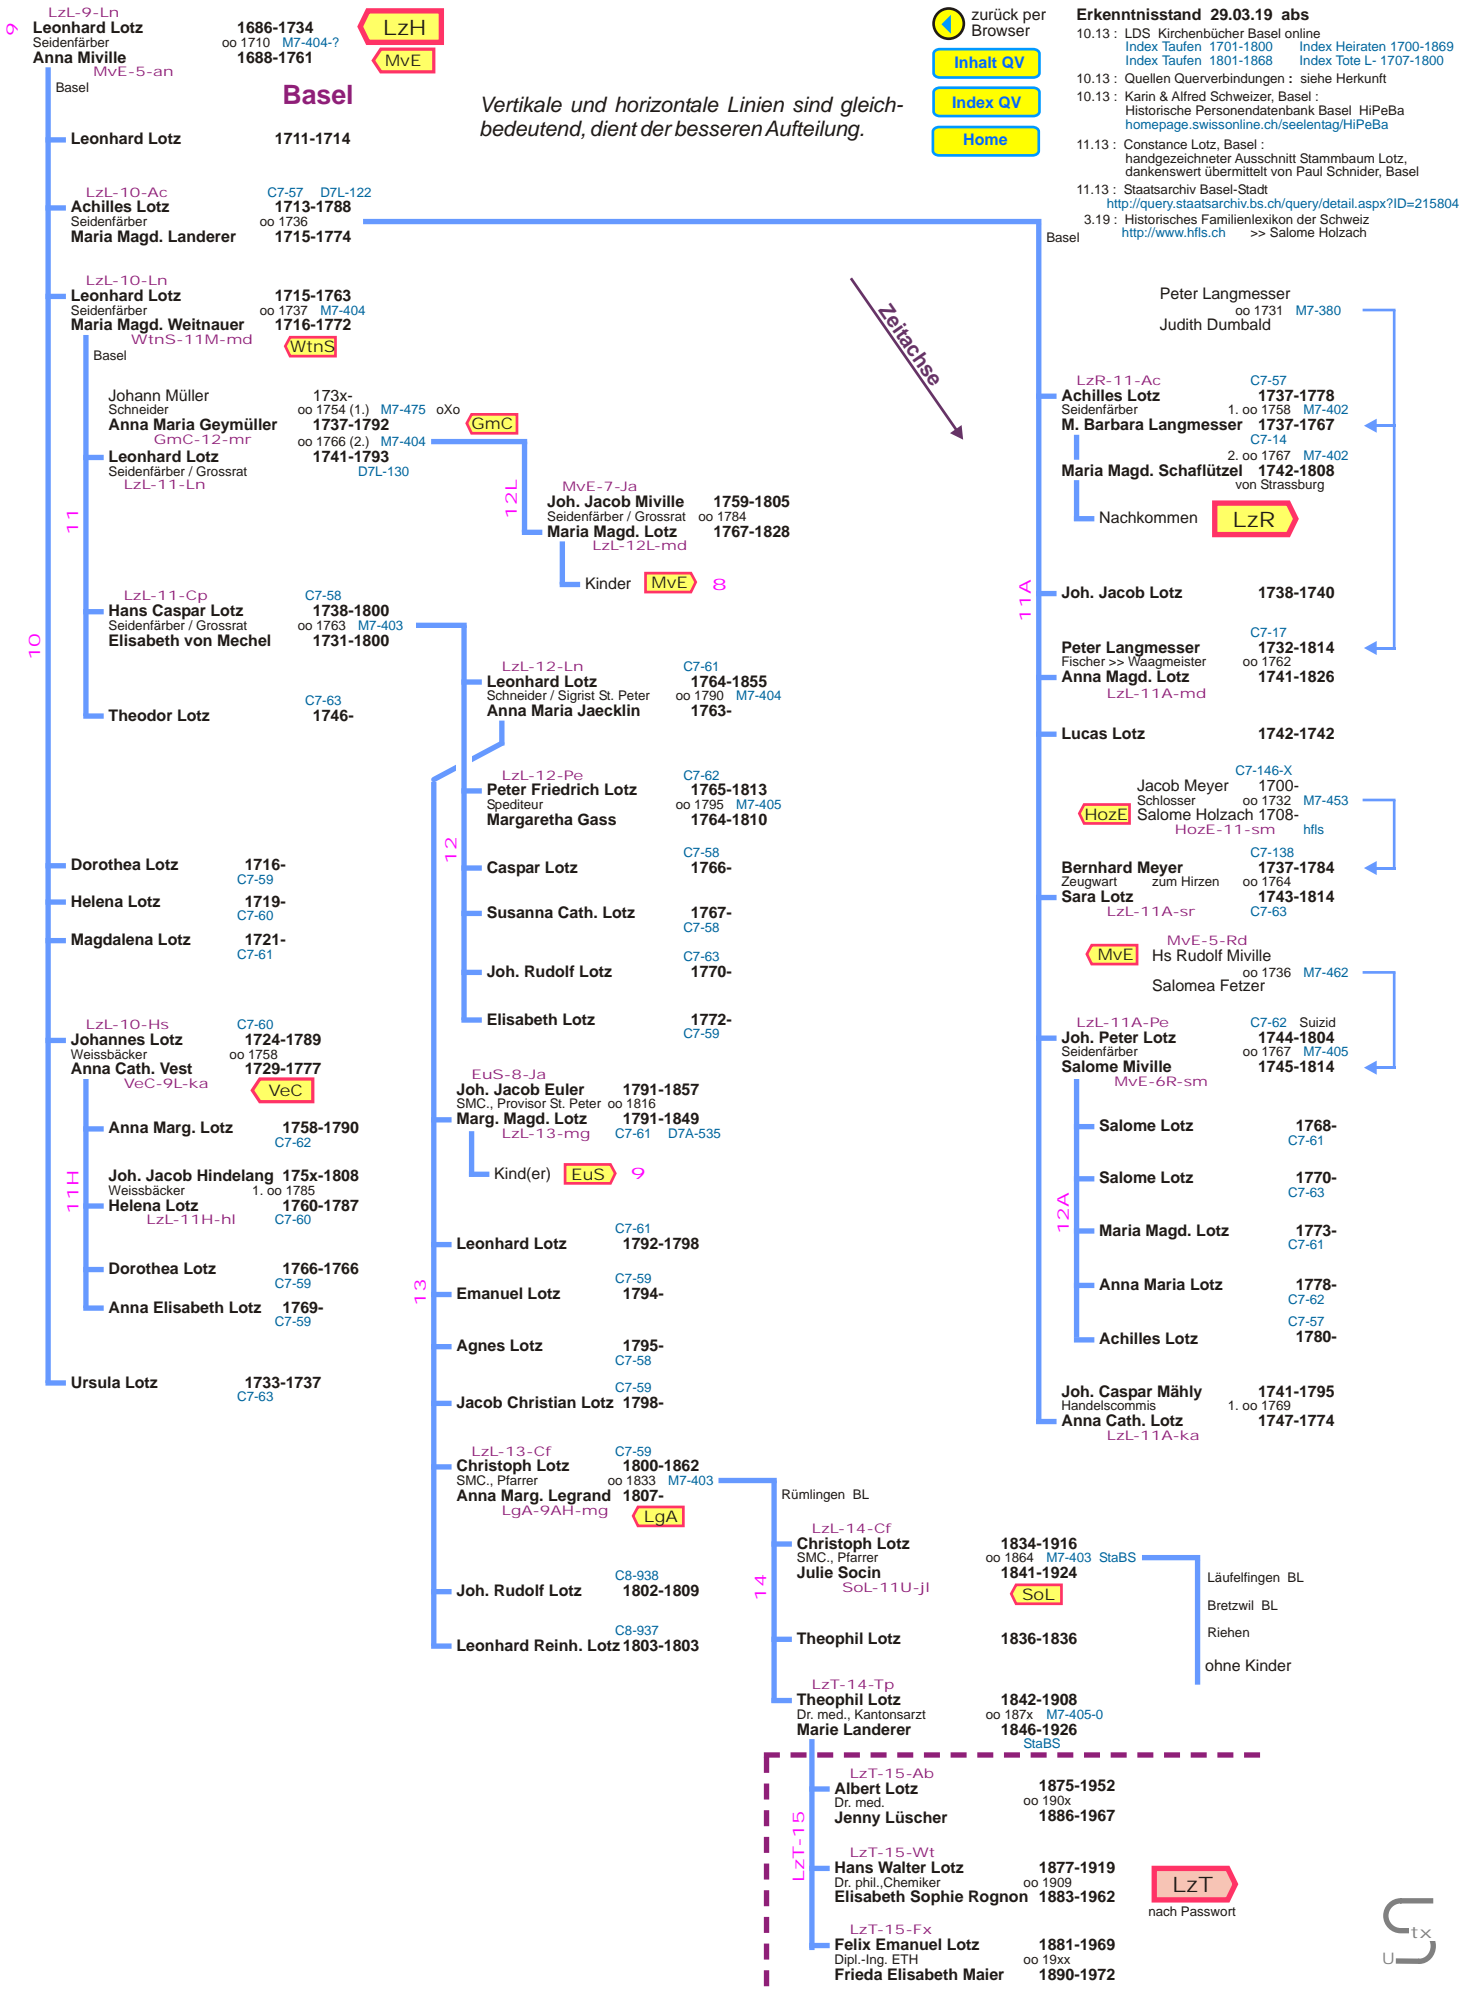 9
LzL-9-Ln
Leonhard Lotz 1686-1734
Seidenfärber oo 1710 M7-404-?
Anna Miville 1688-1761
MvE-5-an
LzH
MvE
Basel
Basel
Vertikale und horizontale Linien sind gleich-
bedeutend, dient der besseren Aufteilung.
zurück per
Browser
Inhalt QV
Index QV
Home
Erkenntnisstand 29.03.19 abs
10.13 : LDS Kirchenbücher Basel online
Index Taufen 1701-1800 Index Heiraten 1700-1869
Index Taufen 1801-1868 Index Tote L- 1707-1800
10.13 : Quellen Querverbindungen : siehe Herkunft
10.13 : Karin & Alfred Schweizer, Basel :
Historische Personendatenbank Basel HiPeBa
homepage.swissonline.ch/seelentag/HiPeBa
11.13 : Constance Lotz, Basel :
handgezeichneter Ausschnitt Stammbaum Lotz,
dankenswert übermittelt von Paul Schnider, Basel
11.13 : Staatsarchiv Basel-Stadt
http://query.staatsarchiv.bs.ch/query/detail.aspx?ID=215804
3.19 : Historisches Familienlexikon der Schweiz
http://www.hfls.ch >> Salome Holzach
10
Leonhard Lotz 1711-1714
LzL-10-Ac C7-57 D7L-122
Achilles Lotz 1713-1788
Seidenfärber oo 1736
Maria Magd. Landerer 1715-1774
LzL-10-Ln
Leonhard Lotz 1715-1763
Seidenfärber oo 1737 M7-404
Maria Magd. Weitnauer 1716-1772
WtnS-11M-md
WtnS
Basel
11
Johann Müller 173x-
Schneider oo 1754 (1.) M7-475 oXo
Anna Maria Geymüller 1737-1792
GmC
GmC-12-mr oo 1766 (2.) M7-404
Leonhard Lotz 1741-1793
Seidenfärber / Grossrat D7L-130
LzL-11-Ln
12L
MvE-7-Ja
Joh. Jacob Miville 1759-1805
Seidenfärber / Grossrat oo 1784
Maria Magd. Lotz 1767-1828
LzL-12L-md
Kinder MvE 8
LzL-11-Cp C7-58
Hans Caspar Lotz 1738-1800
Seidenfärber / Grossrat oo 1763 M7-403
Elisabeth von Mechel 1731-1800
C7-63
Theodor Lotz 1746-
Dorothea Lotz 1716-
C7-59
Helena Lotz 1719-
C7-60
Magdalena Lotz 1721-
C7-61
LzL-10-Hs C7-60
Johannes Lotz 1724-1789
Weissbäcker oo 1758
Anna Cath. Vest 1729-1777
VeC-9L-ka
VeC
11H
Anna Marg. Lotz 1758-1790
C7-62
Joh. Jacob Hindelang 175x-1808
Weissbäcker 1. oo 1785
Helena Lotz 1760-1787
LzL-11H-hl C7-60
Dorothea Lotz 1766-1766
C7-59
Anna Elisabeth Lotz 1769-
C7-59
Ursula Lotz 1733-1737
C7-63
12
LzL-12-Ln C7-61
Leonhard Lotz 1764-1855
Schneider / Sigrist St. Peter oo 1790 M7-404
Anna Maria Jaecklin 1763-
LzL-12-Pe C7-62
Peter Friedrich Lotz 1765-1813
Spediteur oo 1795 M7-405
Margaretha Gass 1764-1810
C7-58
Caspar Lotz 1766-
Susanna Cath. Lotz 1767-
C7-58
C7-63
Joh. Rudolf Lotz 1770-
Elisabeth Lotz 1772-
C7-59
13
EuS-8-Ja
Joh. Jacob Euler 1791-1857
SMC., Provisor St. Peter oo 1816
Marg. Magd. Lotz 1791-1849
LzL-13-mg C7-61 D7A-535
Kind(er) EuS 9
C7-61
Leonhard Lotz 1792-1798
C7-59
Emanuel Lotz 1794-
Agnes Lotz 1795-
C7-58
C7-59
Jacob Christian Lotz 1798-
LzL-13-Cf C7-59
Christoph Lotz 1800-1862
SMC., Pfarrer oo 1833 M7-403
Anna Marg. Legrand 1807-
LgA-9AH-mg
LgA
C8-938
Joh. Rudolf Lotz 1802-1809
C8-937
Leonhard Reinh. Lotz 1803-1803
14
Rümlingen BL
LzL-14-Cf
Christoph Lotz 1834-1916
SMC., Pfarrer oo 1864 M7-403 StaBS
Julie Socin 1841-1924
SoL-11U-jl
SoL
Läufelfingen BL
Bretzwil BL
Riehen
ohne Kinder
Theophil Lotz 1836-1836
LzT-14-Tp
Theophil Lotz 1842-1908
Dr. med., Kantonsarzt oo 187x M7-405-0
Marie Landerer 1846-1926
StaBS
LzT-15
LzT-15-Ab
Albert Lotz 1875-1952
Dr. med. oo 190x
Jenny Lüscher 1886-1967
LzT-15-Wt
Hans Walter Lotz 1877-1919
Dr. phil.,Chemiker oo 1909
Elisabeth Sophie Rognon 1883-1962
LzT
nach Passwort
LzT-15-Fx
Felix Emanuel Lotz 1881-1969
Dipl.-Ing. ETH oo 19xx
Frieda Elisabeth Maier 1890-1972
Zeitachse
Basel
11A
Peter Langmesser
oo 1731 M7-380
Judith Dumbald
LzR-11-Ac C7-57
Achilles Lotz 1737-1778
Seidenfärber 1. oo 1758 M7-402
M. Barbara Langmesser 1737-1767
C7-14
2. oo 1767 M7-402
Maria Magd. Schaflützel 1742-1808
von Strassburg
Nachkommen LzR
Joh. Jacob Lotz 1738-1740
C7-17
Peter Langmesser 1732-1814
Fischer >> Waagmeister oo 1762
Anna Magd. Lotz 1741-1826
LzL-11A-md
Lucas Lotz 1742-1742
C7-146-X
Jacob Meyer 1700-
Schlosser oo 1732 M7-453
HozE Salome Holzach 1708-
HozE-11-sm hfls
C7-138
Bernhard Meyer 1737-1784
Zeugwart zum Hirzen oo 1764
Sara Lotz 1743-1814
LzL-11A-sr C7-63
MvE-5-Rd
MvE Hs Rudolf Miville
oo 1736 M7-462
Salomea Fetzer
LzL-11A-Pe C7-62 Suizid
Joh. Peter Lotz 1744-1804
Seidenfärber oo 1767 M7-405
Salome Miville 1745-1814
MvE-6R-sm
12A
Salome Lotz 1768-
C7-61
Salome Lotz 1770-
C7-63
Maria Magd. Lotz 1773-
C7-61
Anna Maria Lotz 1778-
C7-62
C7-57
Achilles Lotz 1780-
Joh. Caspar Mähly 1741-1795
Handelscommis 1. oo 1769
Anna Cath. Lotz 1747-1774
LzL-11A-ka
Stx
U